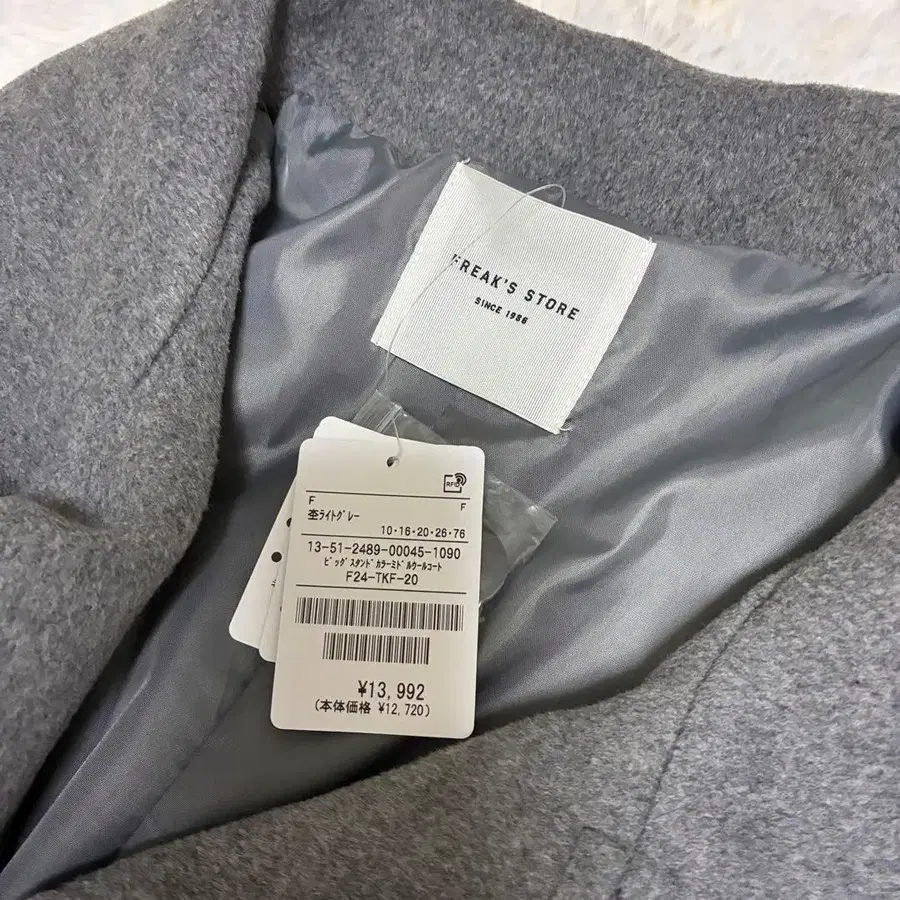 FREAK'S STORE
SINCE 1986
RFID
F F
杢ライトグレー
10・16・20・26・76
13-51-2489-00045-1090
ビッグスタンドカラーミドルウールコート
F24-TKF-20
¥13,992
(本体価格 ¥12,720)